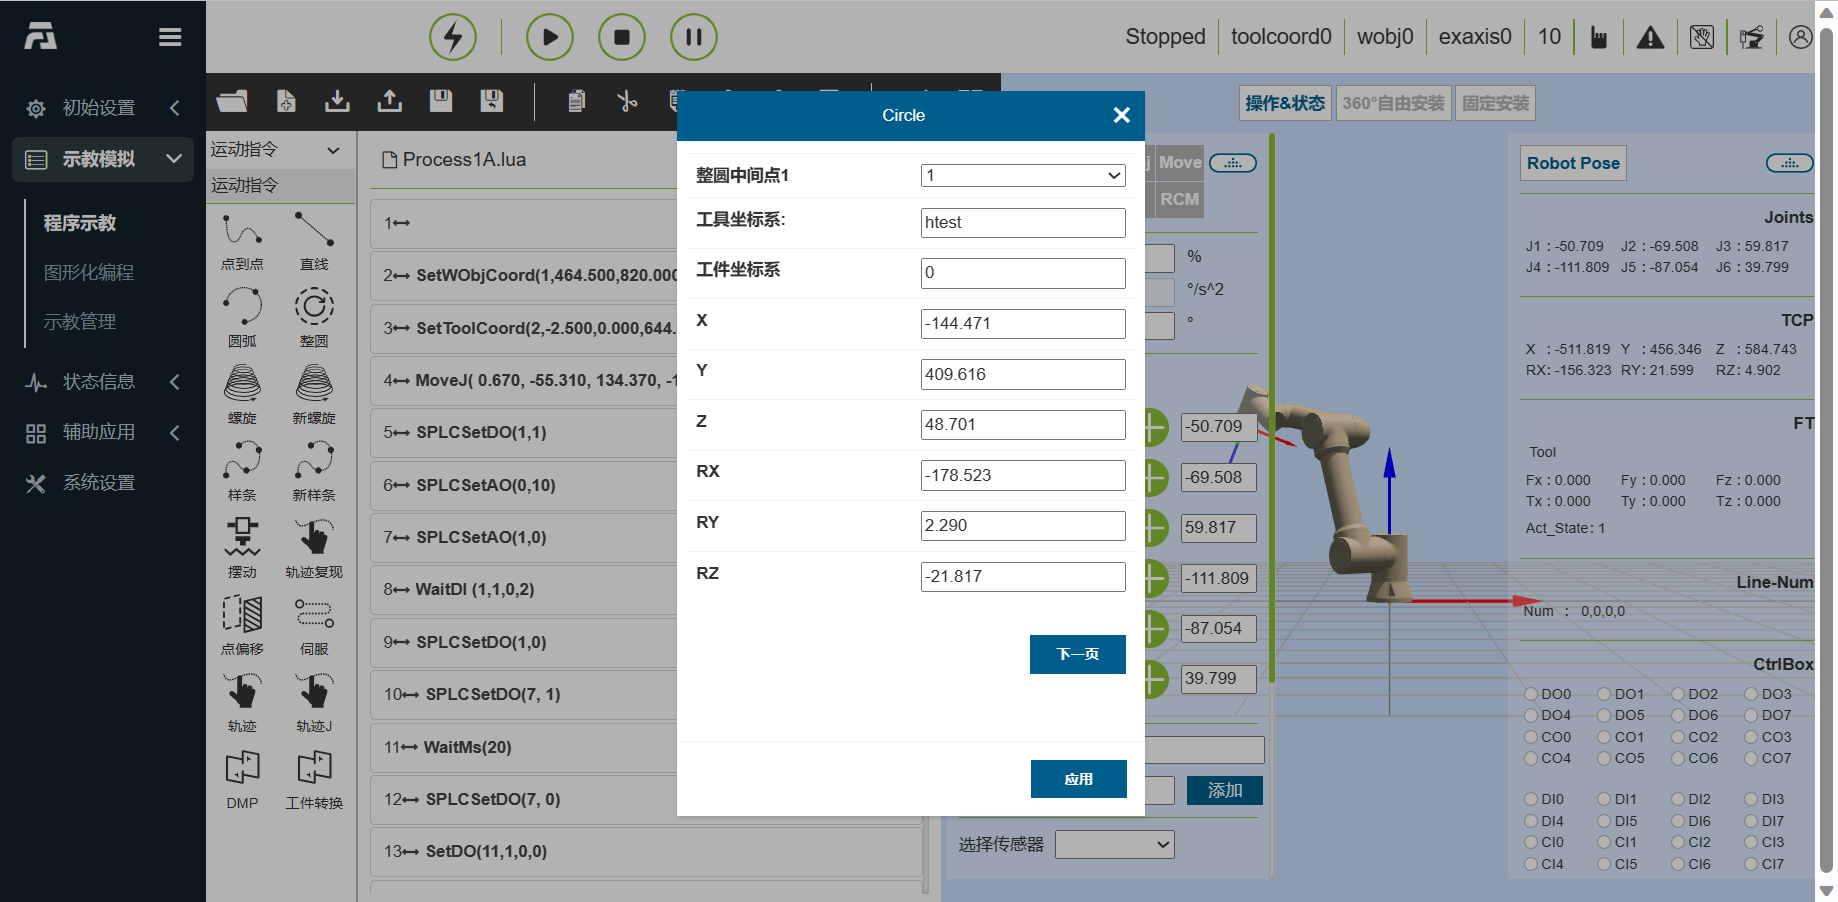 Stopped
toolcoord0
wobj0
exaxis0
10
初始设置
示教模拟
程序示教
图形化编程
示教管理
状态信息
辅助应用
系统设置
运动指令
运动指令
点到点
直线
圆弧
整圆
螺旋
新螺旋
样条
新样条
摆动
轨迹复现
点偏移
伺服
轨迹
轨迹J
DMP
工件转换
Process1A.lua
1
2 SetWObjCoord(1,464.500,820.000
3 SetToolCoord(2,-2.500,0.000,644.
4 MoveJ( 0.670, -55.310, 134.370, -1
5 SPLCSetDO(1,1)
6 SPLCSetAO(0,10)
7 SPLCSetAO(1,0)
8 WaitDI (1,1,0,2)
9 SPLCSetDO(1,0)
10 SPLCSetDO(7, 1)
11 WaitMs(20)
12 SPLCSetDO(7, 0)
13 SetDO(11,1,0,0)
Circle
整圆中间点1
1
工具坐标系:
htest
工件坐标系
0
X
-144.471
Y
409.616
Z
48.701
RX
-178.523
RY
2.290
RZ
-21.817
下一页
应用
Move
RCM
%
°/s^2
°
-50.709
-69.508
59.817
-111.809
-87.054
39.799
添加
选择传感器
操作&状态
360°自由安装
固定安装
Robot Pose
Joints
J1 : -50.709 J2 : -69.508 J3 : 59.817
J4 : -111.809 J5 : -87.054 J6 : 39.799
TCP
X : -511.819 Y : 456.346 Z : 584.743
RX: -156.323 RY: 21.599 RZ: 4.902
FT
Tool
Fx : 0.000 Fy : 0.000 Fz : 0.000
Tx : 0.000 Ty : 0.000 Tz : 0.000
Act_State: 1
Line-Num
Num : 0,0,0,0
CtrlBox
DO0 DO1 DO2 DO3
DO4 DO5 DO6 DO7
CO0 CO1 CO2 CO3
CO4 CO5 CO6 CO7
DI0 DI1 DI2 DI3
DI4 DI5 DI6 DI7
CI0 CI1 CI2 CI3
CI4 CI5 CI6 CI7